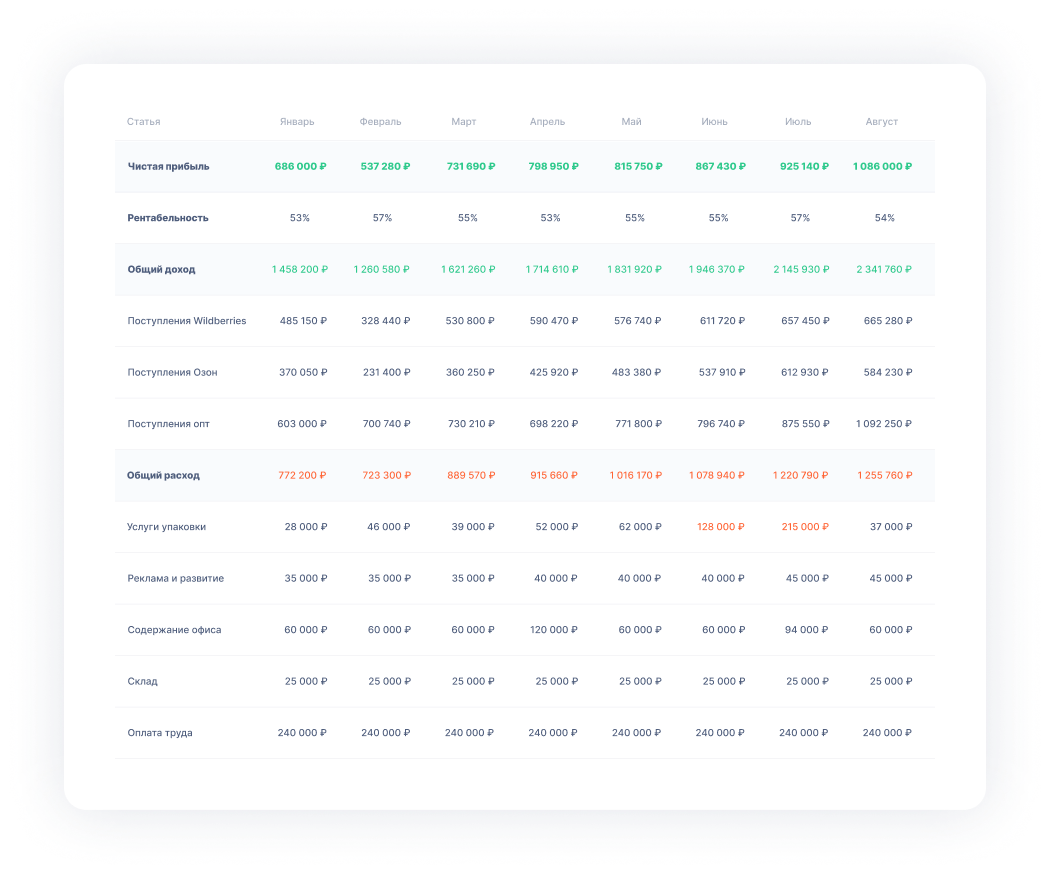 Статья Январь Февраль Март Апрель Май Июнь Июль Август
Чистая прибыль 686 000 ₽ 537 280 ₽ 731 690 ₽ 798 950 ₽ 815 750 ₽ 867 430 ₽ 925 140 ₽ 1 086 000 ₽
Рентабельность 53% 57% 55% 53% 55% 55% 57% 54%
Общий доход 1 458 200 ₽ 1 260 580 ₽ 1 621 260 ₽ 1 714 610 ₽ 1 831 920 ₽ 1 946 370 ₽ 2 145 930 ₽ 2 341 760 ₽
Поступления Wildberries 485 150 ₽ 328 440 ₽ 530 800 ₽ 590 470 ₽ 576 740 ₽ 611 720 ₽ 657 450 ₽ 665 280 ₽
Поступления Озон 370 050 ₽ 231 400 ₽ 360 250 ₽ 425 920 ₽ 483 380 ₽ 537 910 ₽ 612 930 ₽ 584 230 ₽
Поступления опт 603 000 ₽ 700 740 ₽ 730 210 ₽ 698 220 ₽ 771 800 ₽ 796 740 ₽ 875 550 ₽ 1 092 250 ₽
Общий расход 772 200 ₽ 723 300 ₽ 889 570 ₽ 915 660 ₽ 1 016 170 ₽ 1 078 940 ₽ 1 220 790 ₽ 1 255 760 ₽
Услуги упаковки 28 000 ₽ 46 000 ₽ 39 000 ₽ 52 000 ₽ 62 000 ₽ 128 000 ₽ 215 000 ₽ 37 000 ₽
Реклама и развитие 35 000 ₽ 35 000 ₽ 35 000 ₽ 40 000 ₽ 40 000 ₽ 40 000 ₽ 45 000 ₽ 45 000 ₽
Содержание офиса 60 000 ₽ 60 000 ₽ 60 000 ₽ 120 000 ₽ 60 000 ₽ 60 000 ₽ 94 000 ₽ 60 000 ₽
Склад 25 000 ₽ 25 000 ₽ 25 000 ₽ 25 000 ₽ 25 000 ₽ 25 000 ₽ 25 000 ₽ 25 000 ₽
Оплата труда 240 000 ₽ 240 000 ₽ 240 000 ₽ 240 000 ₽ 240 000 ₽ 240 000 ₽ 240 000 ₽ 240 000 ₽